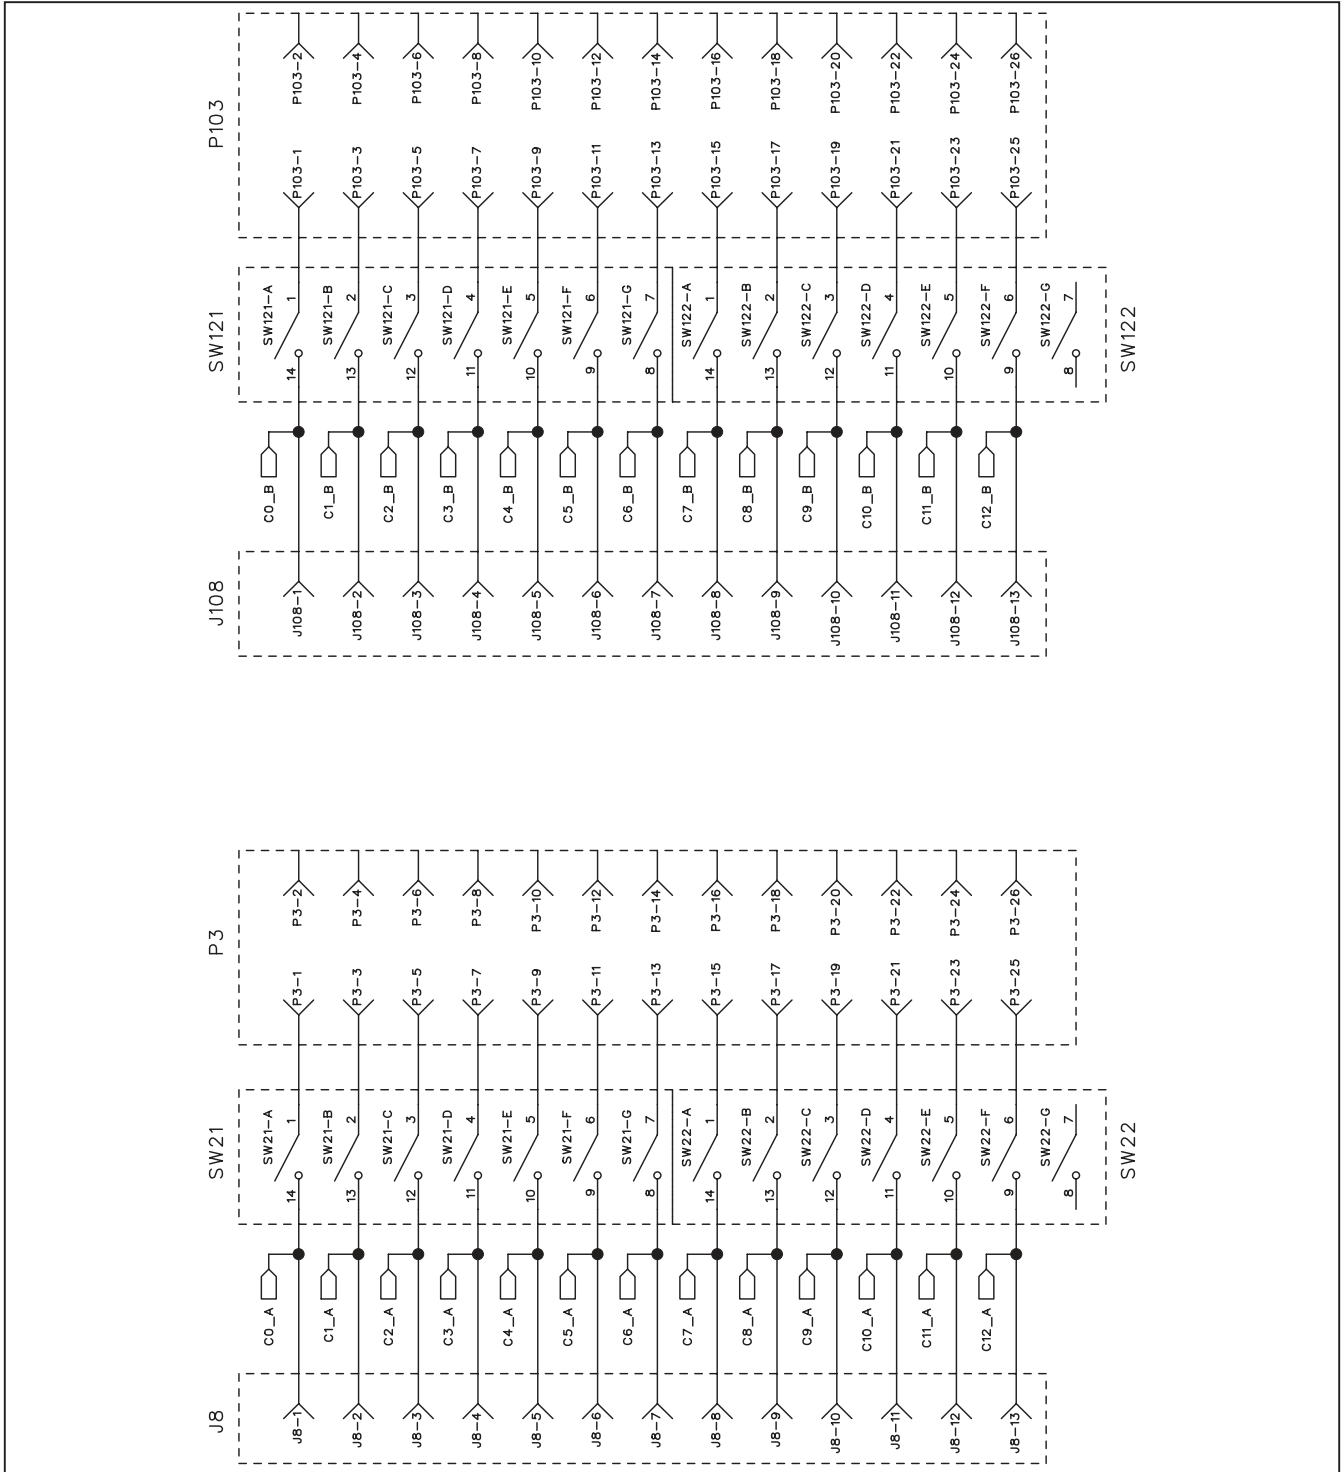 P103
P103-2
P103-4
P103-6
P103-8
P103-10
P103-12
P103-14
P103-16
P103-18
P103-20
P103-22
P103-24
P103-26
P103-1
P103-3
P103-5
P103-7
P103-9
P103-11
P103-13
P103-15
P103-17
P103-19
P103-21
P103-23
P103-25
SW121
SW121-A
SW121-B
SW121-C
SW121-D
SW121-E
SW121-F
SW121-G
SW122-A
SW122-B
SW122-C
SW122-D
SW122-E
SW122-F
SW122-G
SW122
1
2
3
4
5
6
7
1
2
3
4
5
6
7
14
13
12
11
10
9
8
14
13
12
11
10
9
8
C0_B
C1_B
C2_B
C3_B
C4_B
C5_B
C6_B
C7_B
C8_B
C9_B
C10_B
C11_B
C12_B
J108
J108-1
J108-2
J108-3
J108-4
J108-5
J108-6
J108-7
J108-8
J108-9
J108-10
J108-11
J108-12
J108-13
P3
P3-2
P3-4
P3-6
P3-8
P3-10
P3-12
P3-14
P3-16
P3-18
P3-20
P3-22
P3-24
P3-26
P3-1
P3-3
P3-5
P3-7
P3-9
P3-11
P3-13
P3-15
P3-17
P3-19
P3-21
P3-23
P3-25
SW21
SW21-A
SW21-B
SW21-C
SW21-D
SW21-E
SW21-F
SW21-G
SW22-A
SW22-B
SW22-C
SW22-D
SW22-E
SW22-F
SW22-G
SW22
1
2
3
4
5
6
7
1
2
3
4
5
6
7
14
13
12
11
10
9
8
14
13
12
11
10
9
8
C0_A
C1_A
C2_A
C3_A
C4_A
C5_A
C6_A
C7_A
C8_A
C9_A
C10_A
C11_A
C12_A
J8
J8-1
J8-2
J8-3
J8-4
J8-5
J8-6
J8-7
J8-8
J8-9
J8-10
J8-11
J8-12
J8-13